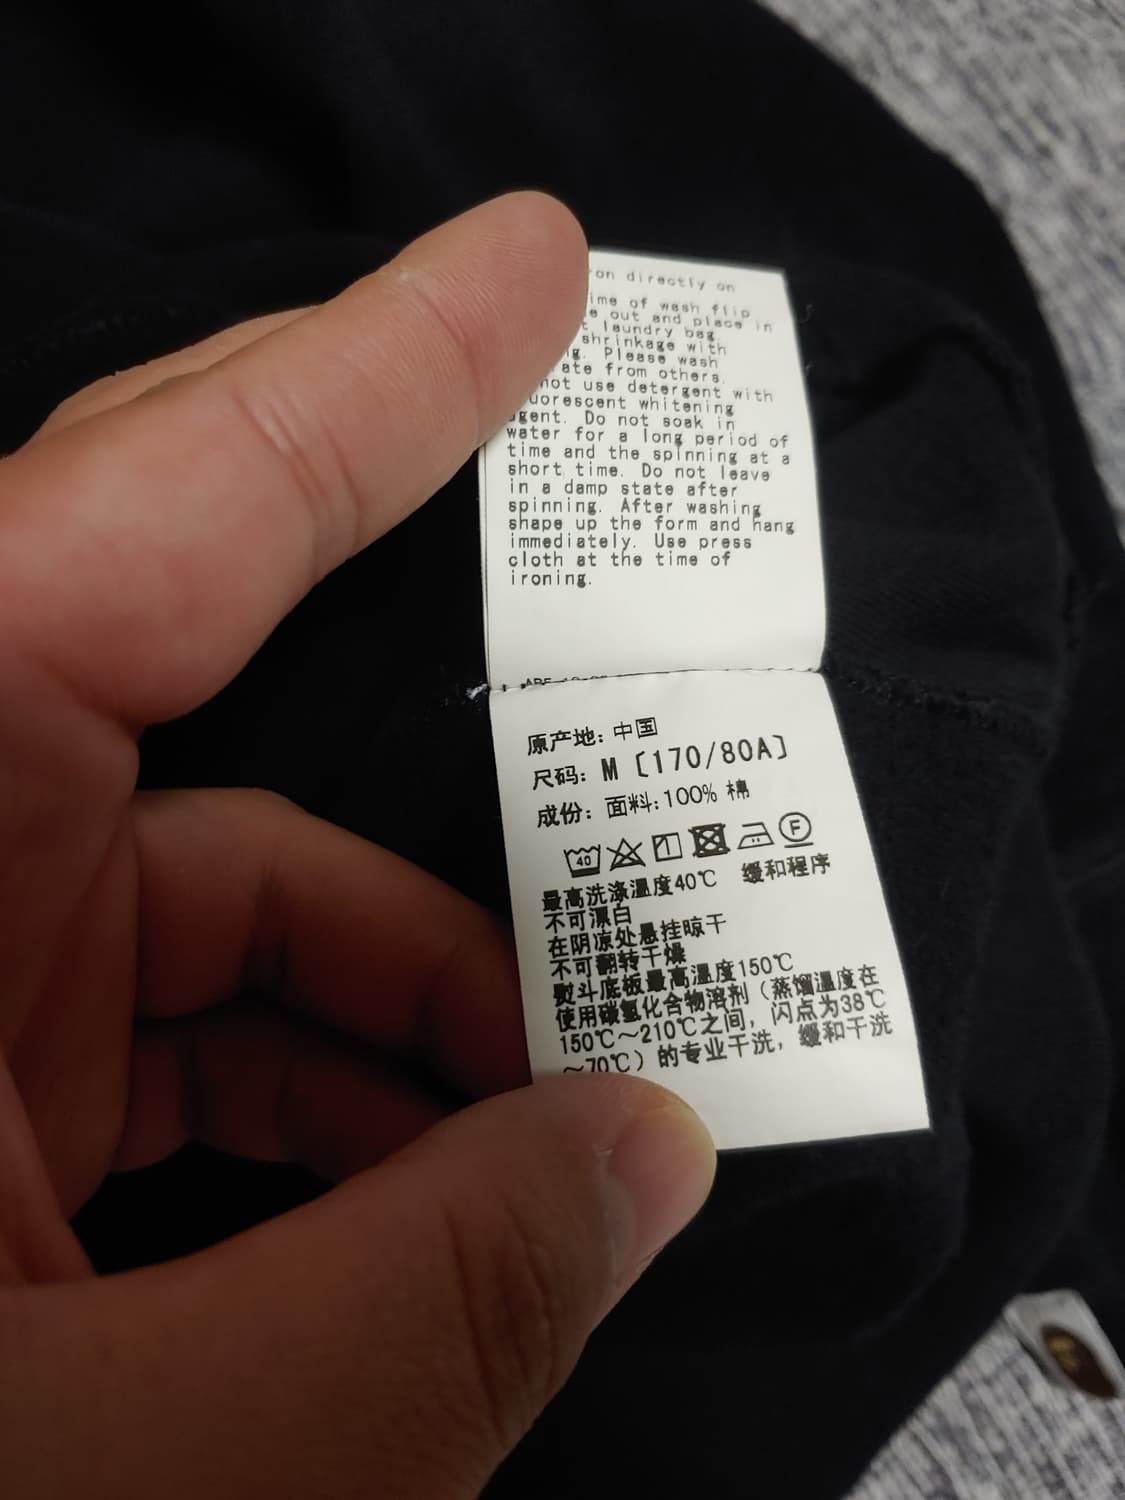 on directly on
of wash flip
out and place in
laundry bag.
shrinkage with
Please wash
from others.
not use detergent with
whitening
agent. Do not soak in
water for a long period of
time and the spinning at a
short time. Do not leave
in a damp state after
spinning. After washing
shape up the form and hang
immediately. Use press
cloth at the time of
ironing.
原产地: 中国
尺码: M〔170/80A〕
成份: 面料:100% 棉
40 F
最高洗涤温度40℃ 缓和程序
不可漂白
在阴凉处悬挂晾干
不可翻转干燥
熨斗底板最高温度150℃
使用碳氢化合物溶剂（蒸馏温度在
150℃～210℃之间，闪点为38℃
～70℃）的专业干洗，缓和干洗